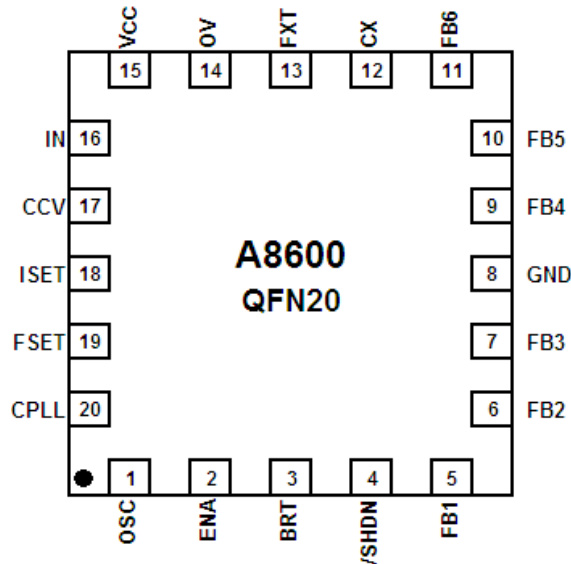 VCC OV FXT CX FB6
15 14 13 12 11
IN 16 10 FB5
CCV 17 9 FB4
A8600
ISET 18 8 GND
QFN20
FSET 19 7 FB3
CPLL 20 6 FB2
1 2 3 4 5
OSC ENA BRT /SHDN FB1